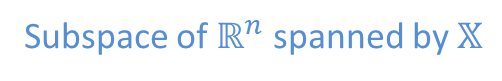 Subspace of ℝⁿ spanned by 𝕏